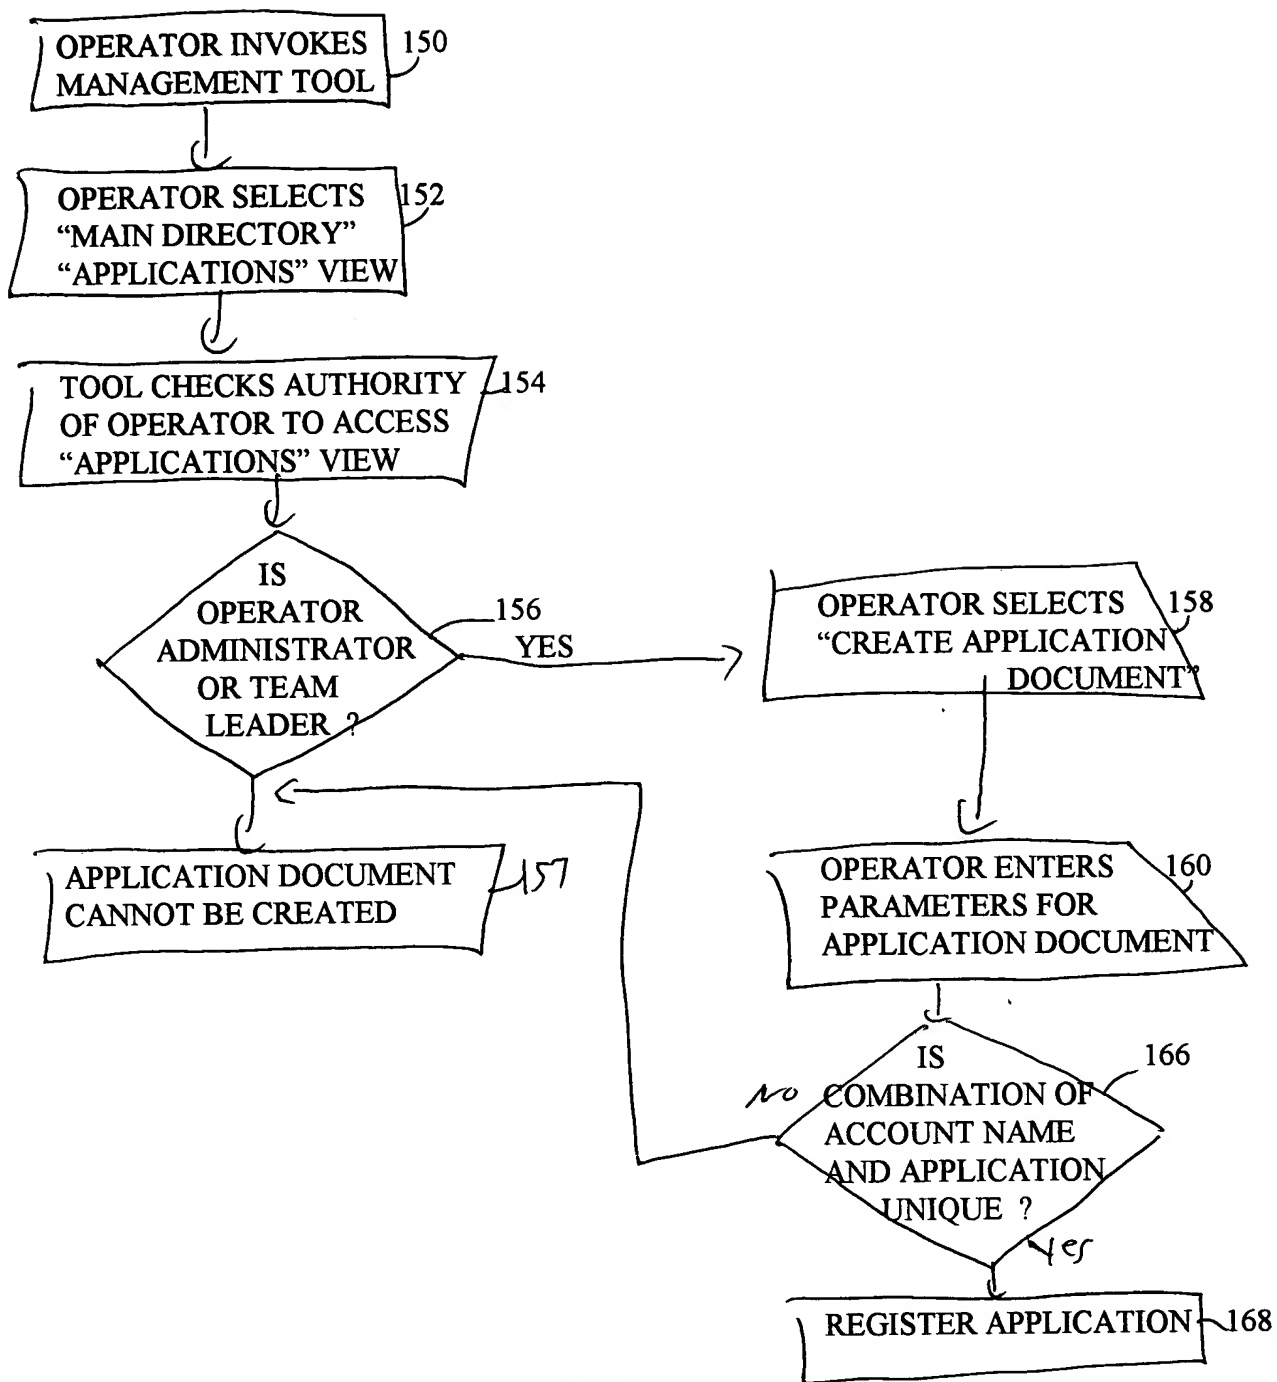 OPERATOR INVOKES
MANAGEMENT TOOL
150
OPERATOR SELECTS
“MAIN DIRECTORY”
“APPLICATIONS” VIEW
152
TOOL CHECKS AUTHORITY
OF OPERATOR TO ACCESS
“APPLICATIONS” VIEW
154
IS
OPERATOR
ADMINISTRATOR
OR TEAM
LEADER ?
156
YES
APPLICATION DOCUMENT
CANNOT BE CREATED
157
OPERATOR SELECTS
“CREATE APPLICATION
DOCUMENT”
158
OPERATOR ENTERS
PARAMETERS FOR
APPLICATION DOCUMENT
160
IS
COMBINATION OF
ACCOUNT NAME
AND APPLICATION
UNIQUE ?
166
No
Yes
REGISTER APPLICATION
168